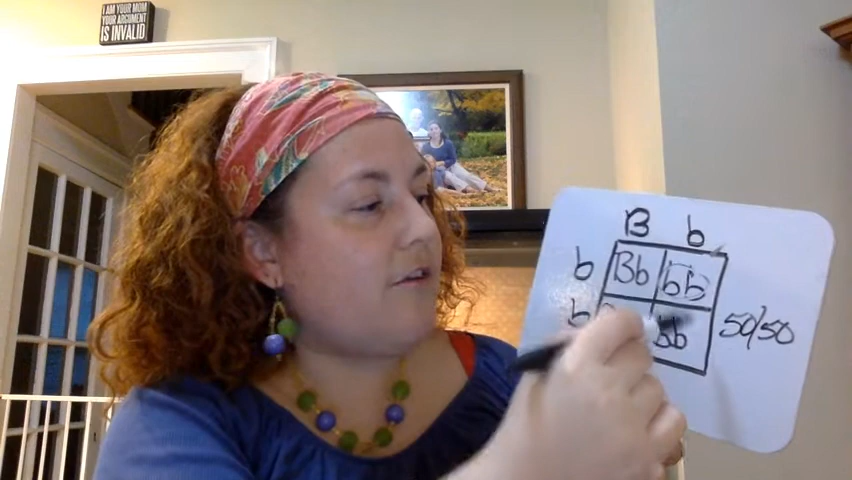 I AM YOUR MOM
YOUR ARGUMENT
IS INVALID
B b
b Bb bb
b bb
50/50